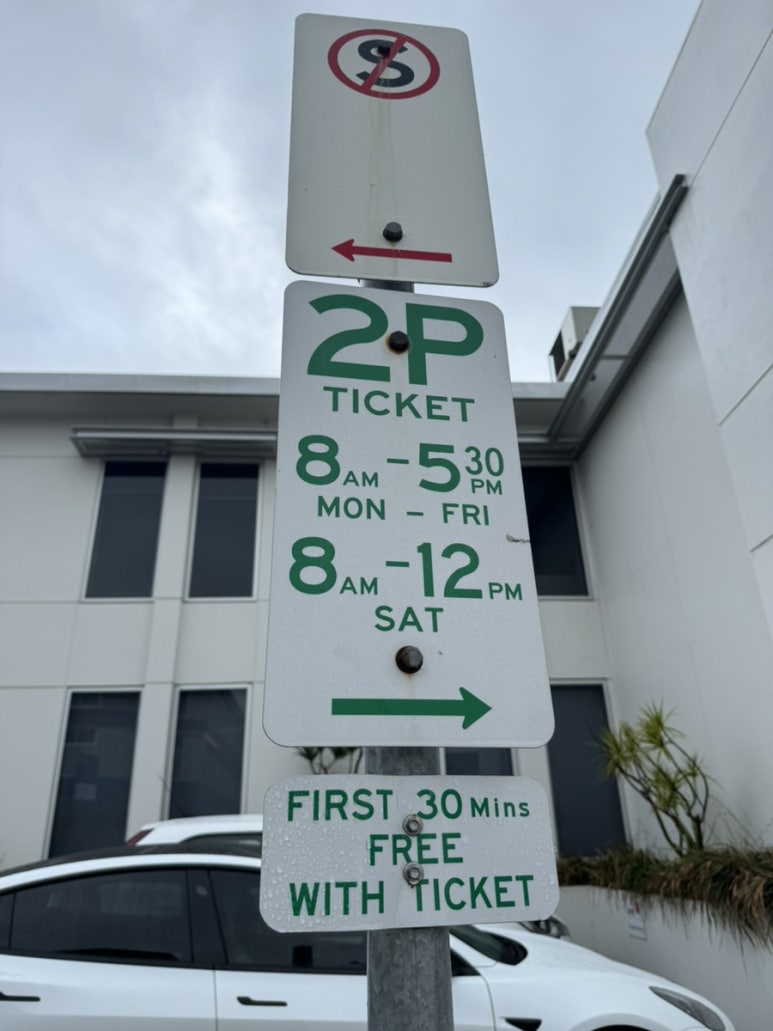 S
2P
TICKET
8AM - 530PM
MON - FRI
8AM - 12PM
SAT
FIRST 30 Mins
FREE
WITH TICKET